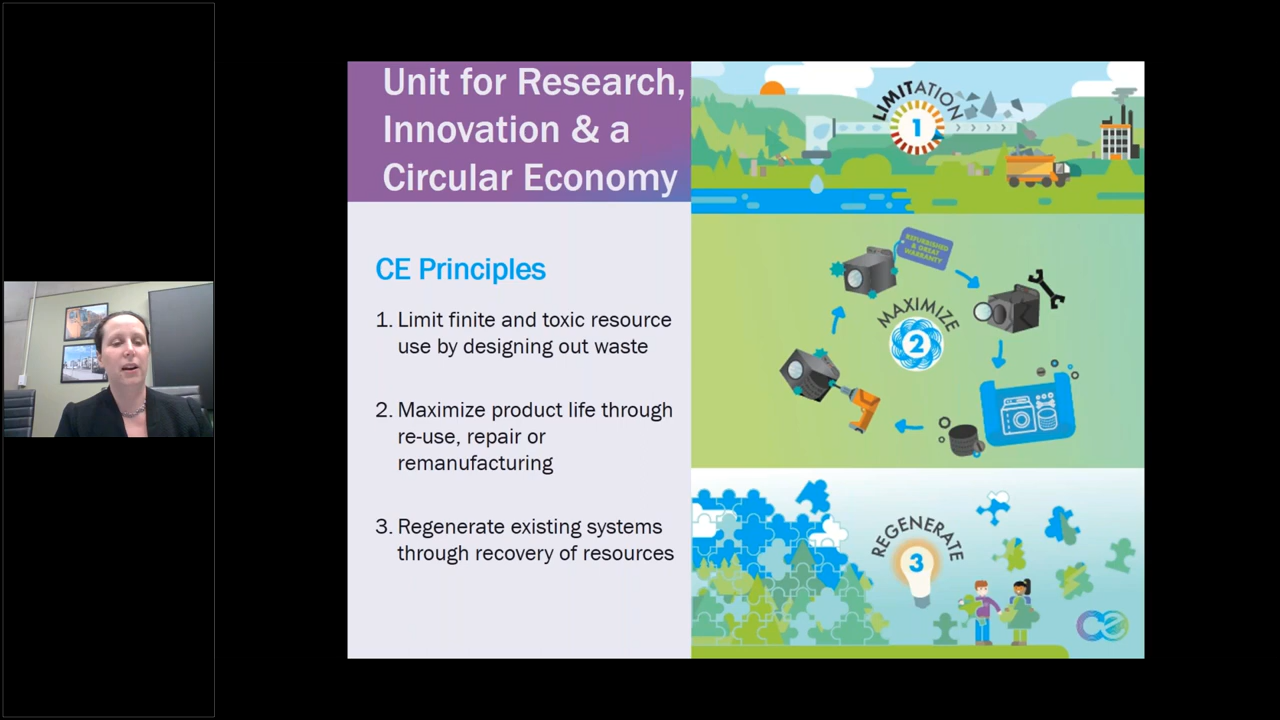 Unit for Research,
Innovation & a
Circular Economy
CE Principles
1. Limit finite and toxic resource
use by designing out waste
2. Maximize product life through
re-use, repair or
remanufacturing
3. Regenerate existing systems
through recovery of resources
LIMITATION
1
REFURBISHED
& GREAT
WARRANTY
MAXIMIZE
2
REGENERATE
3
ce